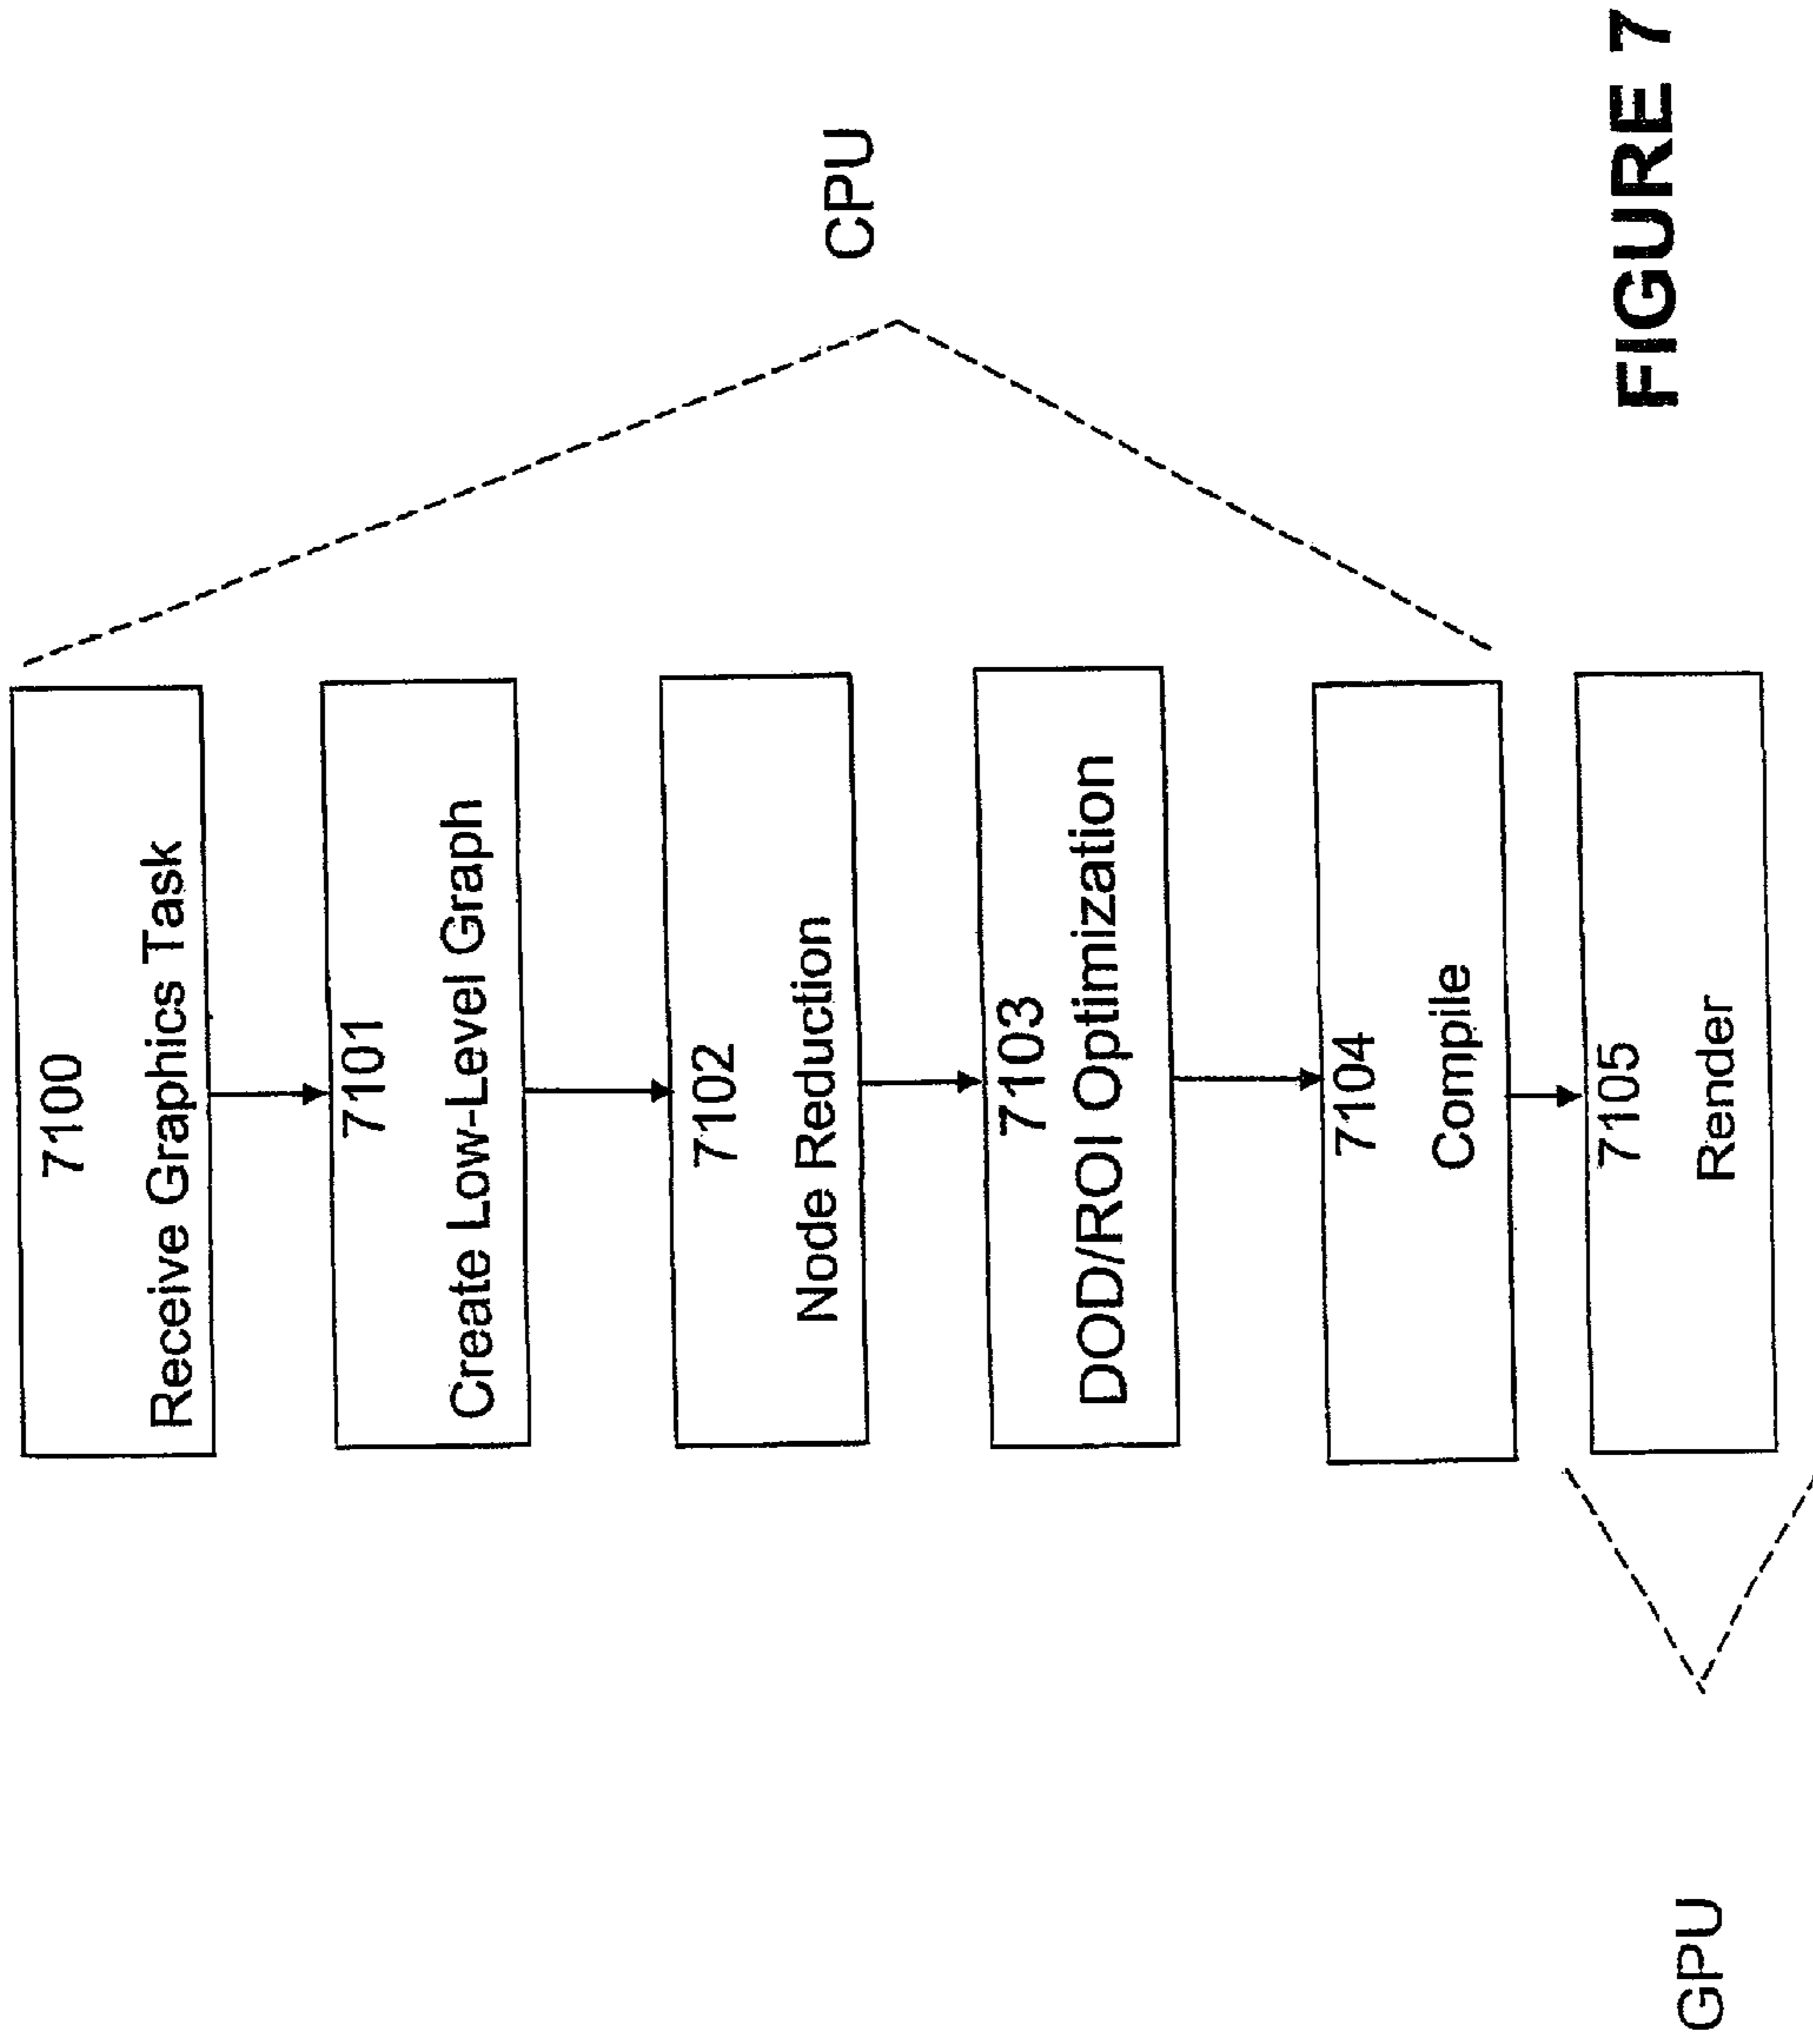 7100
Receive Graphics Task
7101
Create Low-Level Graph
7102
Node Reduction
7103
DOD/ROI Optimization
7104
Compile
7105
Render
CPU
GPU
FIGURE 7